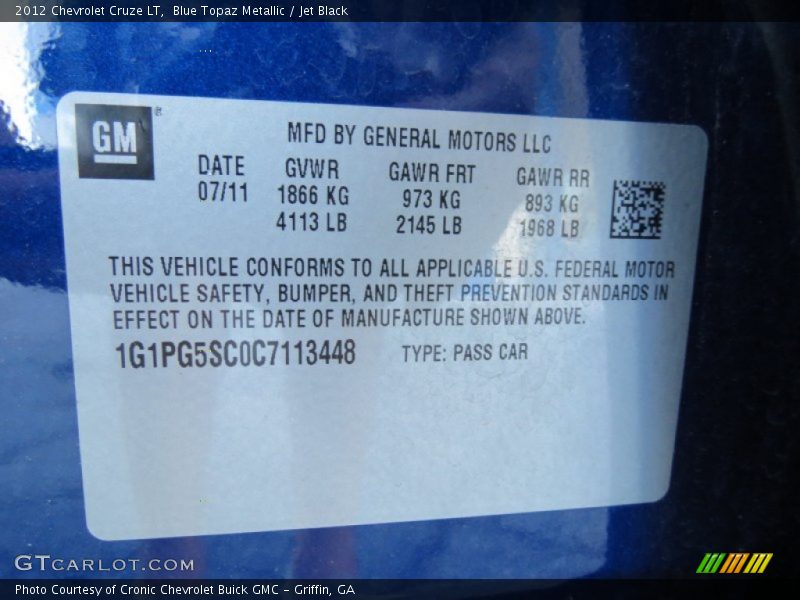 2012 Chevrolet Cruze LT,  Blue Topaz Metallic / Jet Black
GM®
MFD BY GENERAL MOTORS LLC
DATE GVWR GAWR FRT GAWR RR
07/11 1866 KG 973 KG 893 KG
4113 LB 2145 LB 1968 LB
THIS VEHICLE CONFORMS TO ALL APPLICABLE U.S. FEDERAL MOTOR
VEHICLE SAFETY, BUMPER, AND THEFT PREVENTION STANDARDS IN
EFFECT ON THE DATE OF MANUFACTURE SHOWN ABOVE.
1G1PG5SC0C7113448 TYPE: PASS CAR
GTCARLOT.COM
Photo Courtesy of Cronic Chevrolet Buick GMC - Griffin, GA